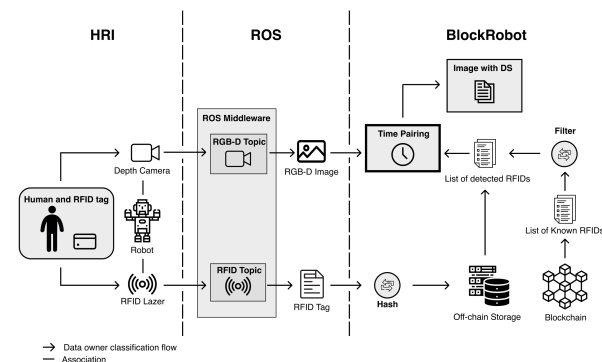 HRI
ROS
BlockRobot
Image with DS
ROS Middleware
RGB-D Topic
Time Pairing
Filter
Depth Camera
RGB-D Image
List of detected RFIDs
Human and RFID tag
Robot
List of Known RFIDs
RFID Topic
RFID Lazer
RFID Tag
Hash
Off-chain Storage
Blockchain
Data owner classification flow
Association